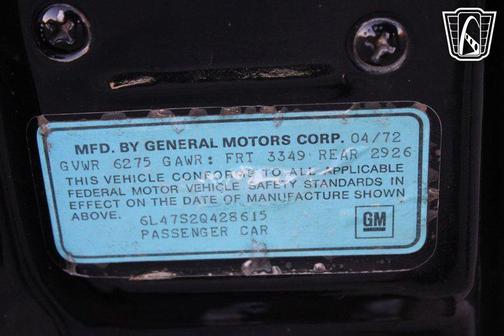 MFD. BY GENERAL MOTORS CORP. 04/72
GVWR 6275 GAWR: FRT 3349 REAR 2926
THIS VEHICLE CONFORMS TO ALL APPLICABLE
FEDERAL MOTOR VEHICLE SAFETY STANDARDS IN
EFFECT ON THE DATE OF MANUFACTURE SHOWN
ABOVE. 6L47S2Q428615
PASSENGER CAR
GM